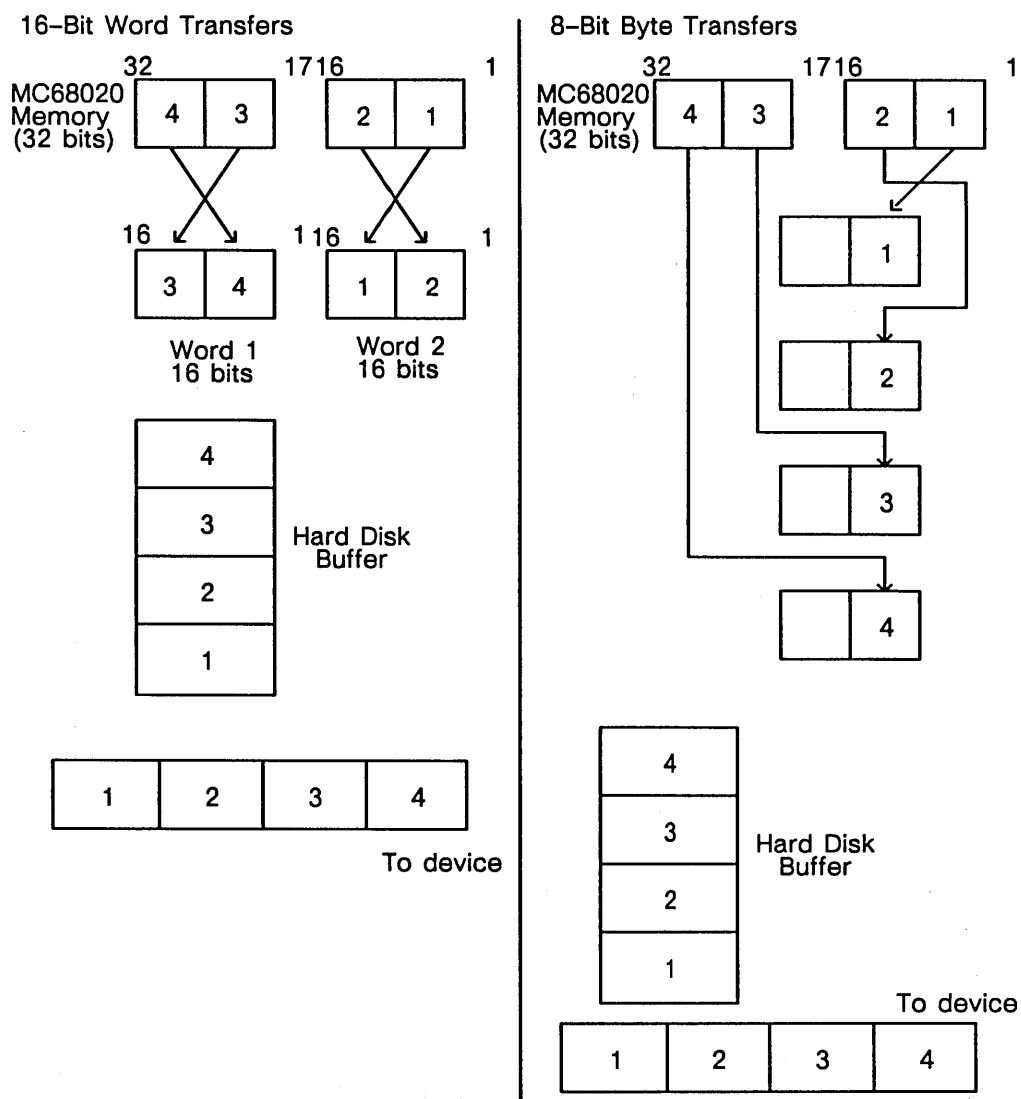 16-Bit Word Transfers
32 1716 1
MC68020
Memory
(32 bits)
4 3 2 1
16 1 16 1
3 4 1 2
Word 1
16 bits
Word 2
16 bits
4
3
2
1
Hard Disk
Buffer
1 2 3 4
To device
8-Bit Byte Transfers
32 1716 1
MC68020
Memory
(32 bits)
4 3 2 1
1
2
3
4
4
3
2
1
Hard Disk
Buffer
To device
1 2 3 4